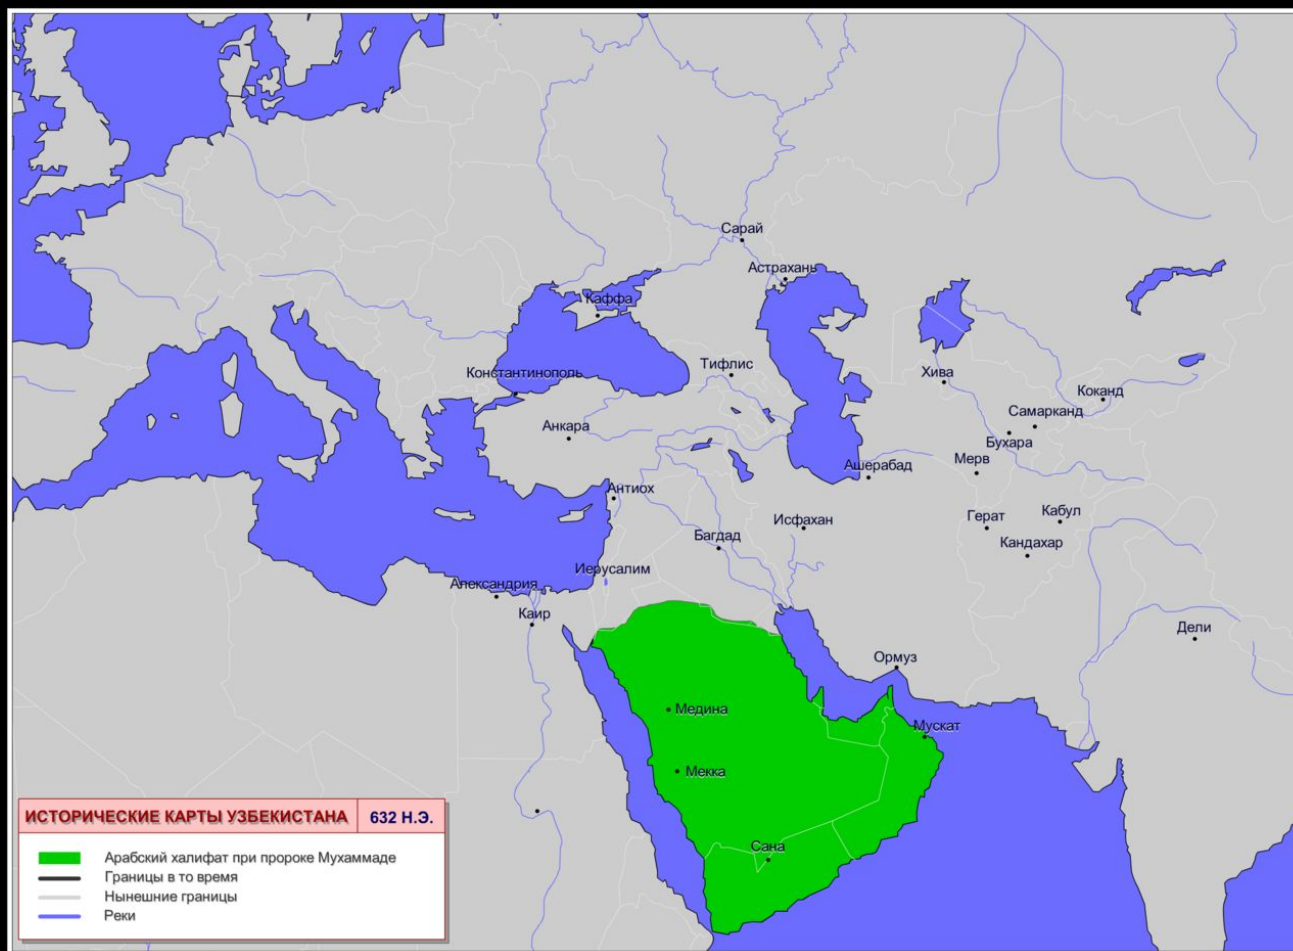 Сарай
Астрахань
Каффа
Тифлис
Хива
Константинополь
Коканд
Самарканд
Анкара
Бухара
Мерв
Ашерабад
Антиох
Исфахан
Герат
Кабул
Багдад
Кандахар
Иерусалим
Александрия
Каир
Дели
Ормуз
Медина
Мускат
Мекка
Сана
ИСТОРИЧЕСКИЕ КАРТЫ УЗБЕКИСТАНА 632 Н.Э.
Арабский халифат при пророке Мухаммаде
Границы в то время
Нынешние границы
Реки